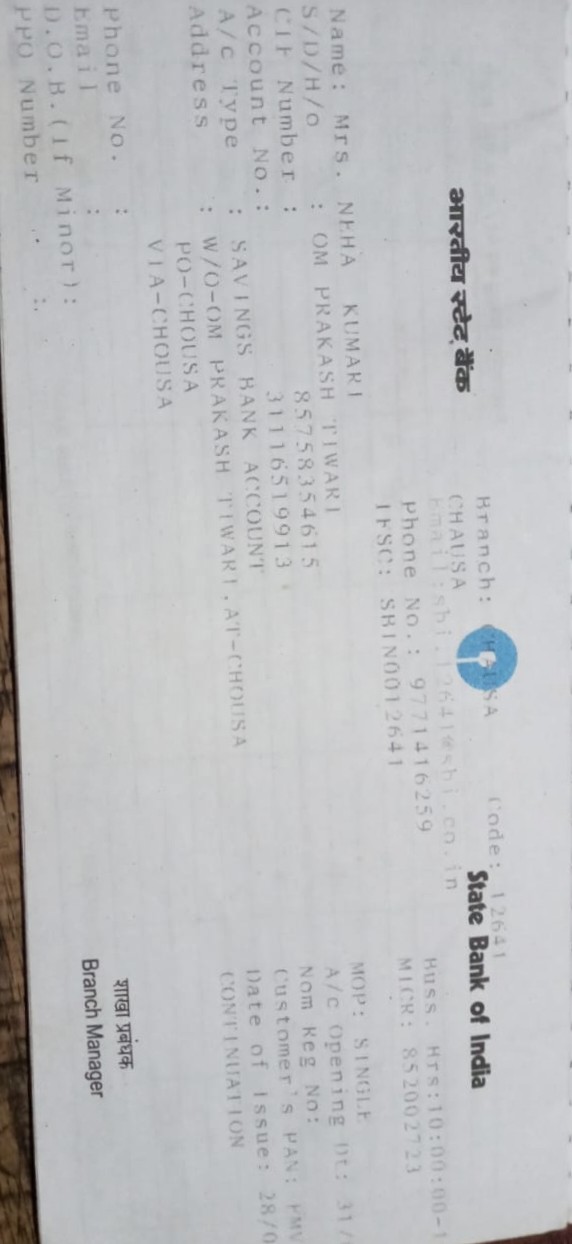 भारतीय स्टेट बैंक
State Bank of India
Branch: CHAUSA Code: 12641
CHAUSA
Email:sbi.12641@sbi.co.in
Buss. Hrs:10:00:00-1
Phone No.: 9771416259
MICR: 852002723
IFSC: SBIN0012641
Name: Mrs. NEHA KUMARI
MOP: SINGLE
S/D/H/O : OM PRAKASH TIWARI
A/c Opening Dt: 31/
CIF Number : 85758354615
Nom Reg No:
Account No.: 31116519913
Customer's PAN: PMV
A/C Type : SAVINGS BANK ACCOUNT
Date of Issue: 28/0
Address : W/O-OM PRAKASH TIWARI, AT-CHOUSA
CONTINUATION
PO-CHOUSA
VIA-CHOUSA
Phone No. :
Email :
D.O.B.(If Minor):
PPO Number :
शाखा प्रबंधक
Branch Manager